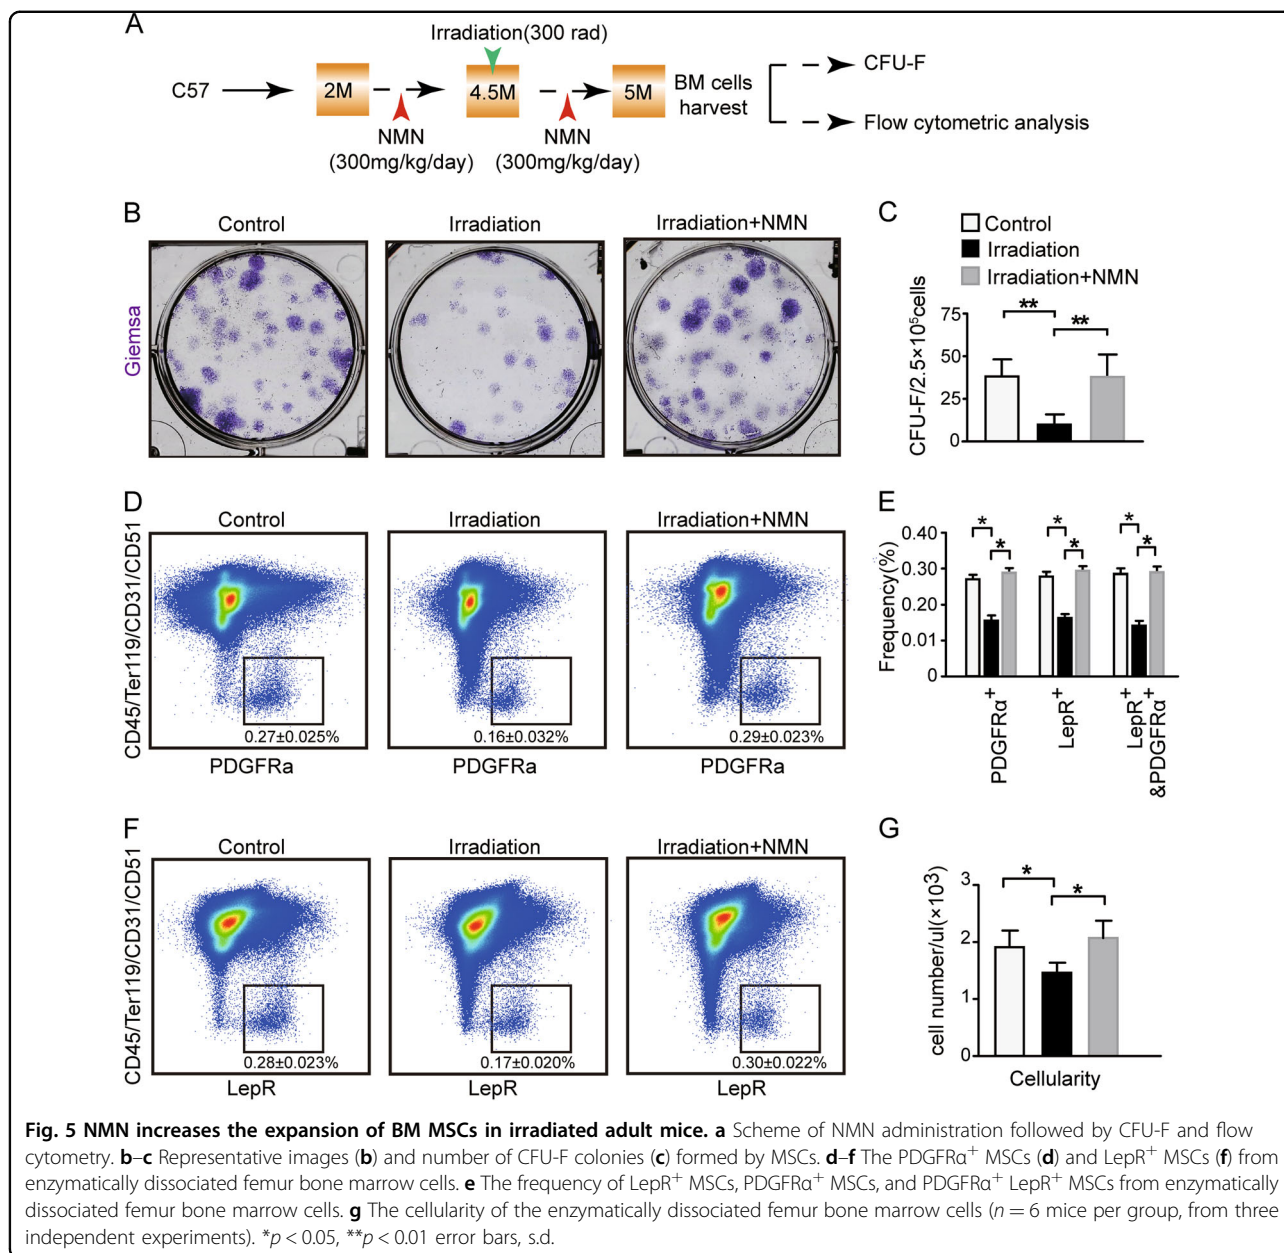 A
Irradiation(300 rad)
C57
2M
4.5M
5M
BM cells
harvest
CFU-F
Flow cytometric analysis
NMN
(300mg/kg/day)
NMN
(300mg/kg/day)
B
Control
Irradiation
Irradiation+NMN
Giemsa
C
Control
Irradiation
Irradiation+NMN
CFU-F/2.5×10⁵cells
75
50
25
0
**
**
D
Control
Irradiation
Irradiation+NMN
CD45/Ter119/CD31/CD51
0.27±0.025%
0.16±0.032%
0.29±0.023%
PDGFRa
PDGFRa
PDGFRa
E
Frequency(%)
0.40
0.30
0.20
0.01
0
*
*
*
*
*
*
PDGFRα⁺
LepR⁺
LepR⁺
&PDGFRα⁺
F
Control
Irradiation
Irradiation+NMN
CD45/Ter119/CD31/CD51
0.28±0.023%
0.17±0.020%
0.30±0.022%
LepR
LepR
LepR
G
cell number/ul(×10³)
3
2
1
0
*
*
Cellularity
Fig. 5 NMN increases the expansion of BM MSCs in irradiated adult mice. a Scheme of NMN administration followed by CFU-F and flow
cytometry. b–c Representative images (b) and number of CFU-F colonies (c) formed by MSCs. d–f The PDGFRα⁺ MSCs (d) and LepR⁺ MSCs (f) from
enzymatically dissociated femur bone marrow cells. e The frequency of LepR⁺ MSCs, PDGFRα⁺ MSCs, and PDGFRα⁺ LepR⁺ MSCs from enzymatically
dissociated femur bone marrow cells. g The cellularity of the enzymatically dissociated femur bone marrow cells (n = 6 mice per group, from three
independent experiments). *p < 0.05, **p < 0.01 error bars, s.d.